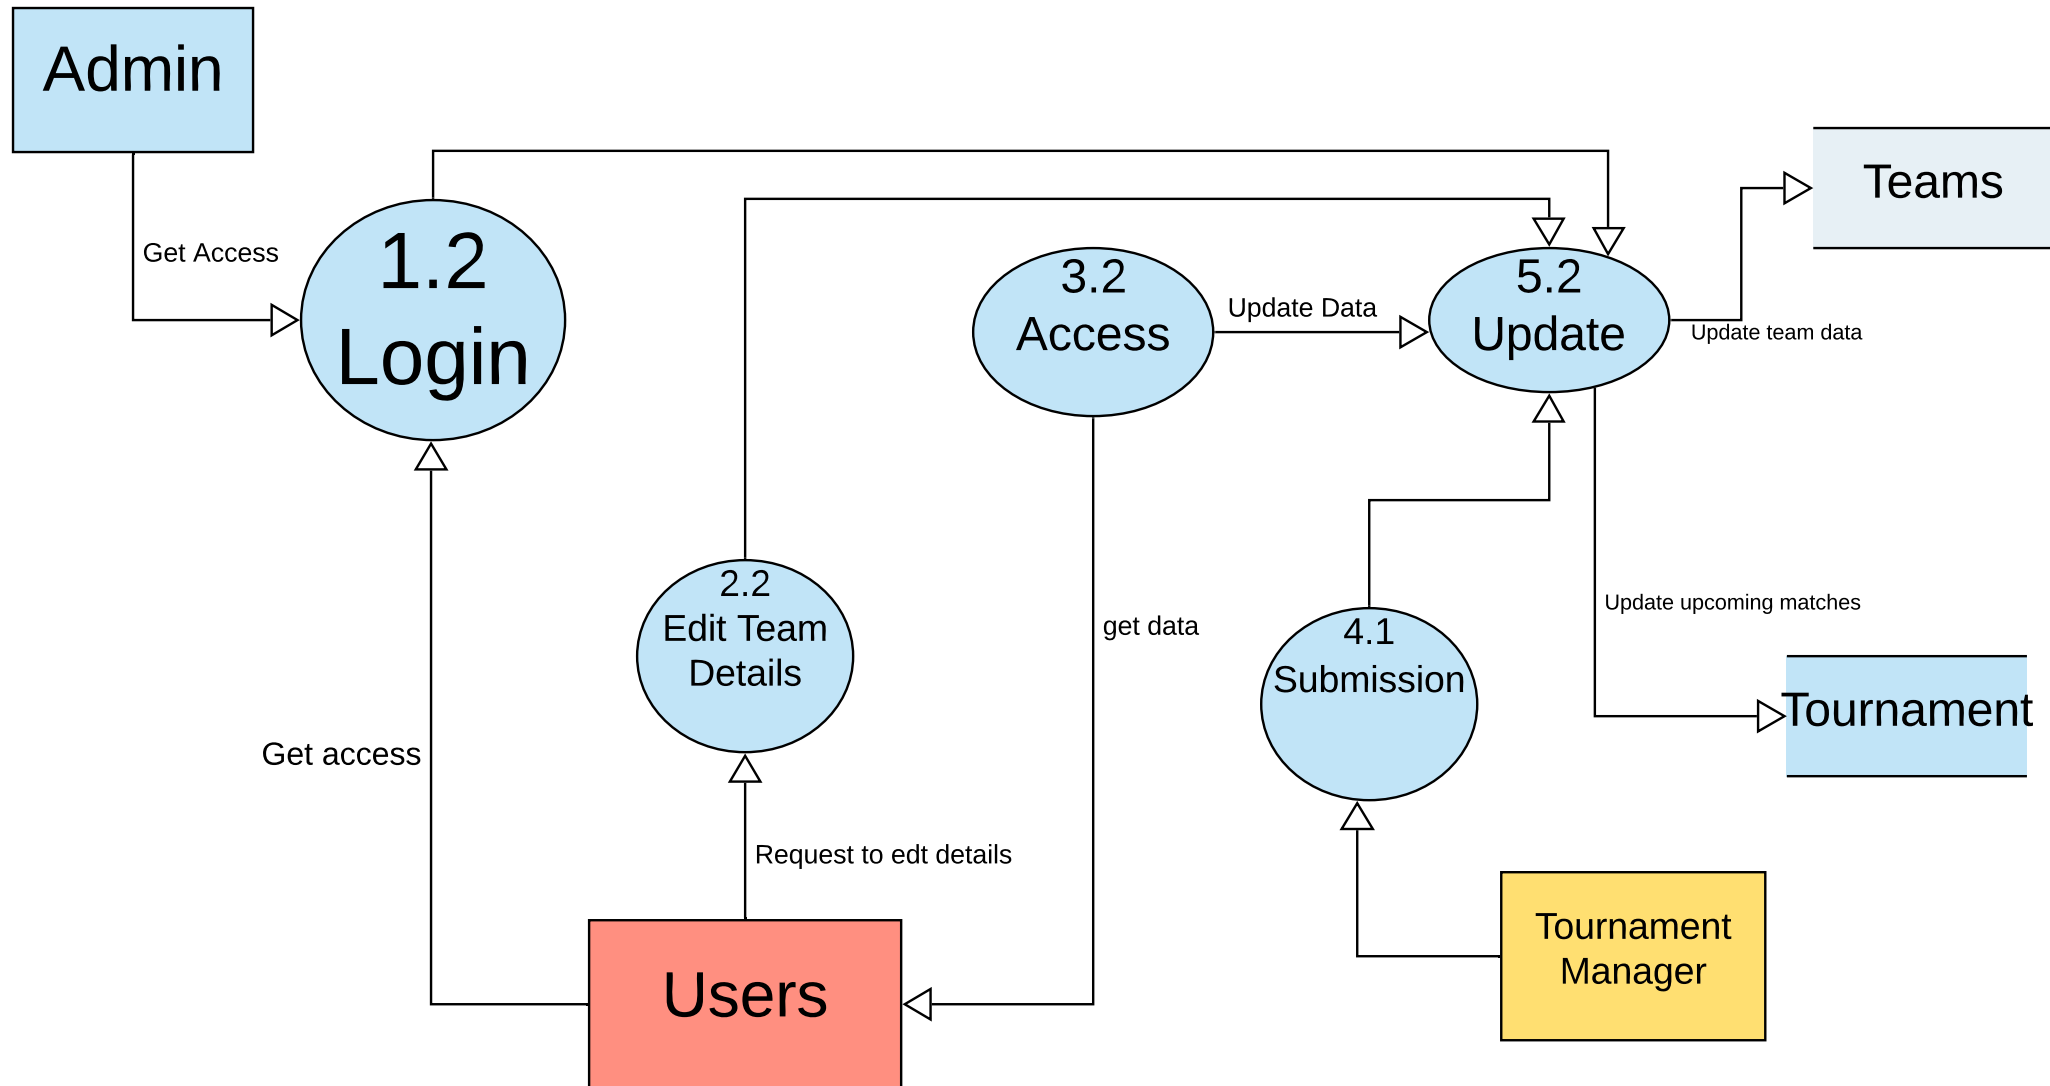 Admin
Get Access
1.2
Login
3.2
Access
Update Data
5.2
Update
Teams
Update team data
2.2
Edit Team
Details
get data
4.1
Submission
Update upcoming matches
Tournament
Get access
Request to edt details
Users
Tournament
Manager